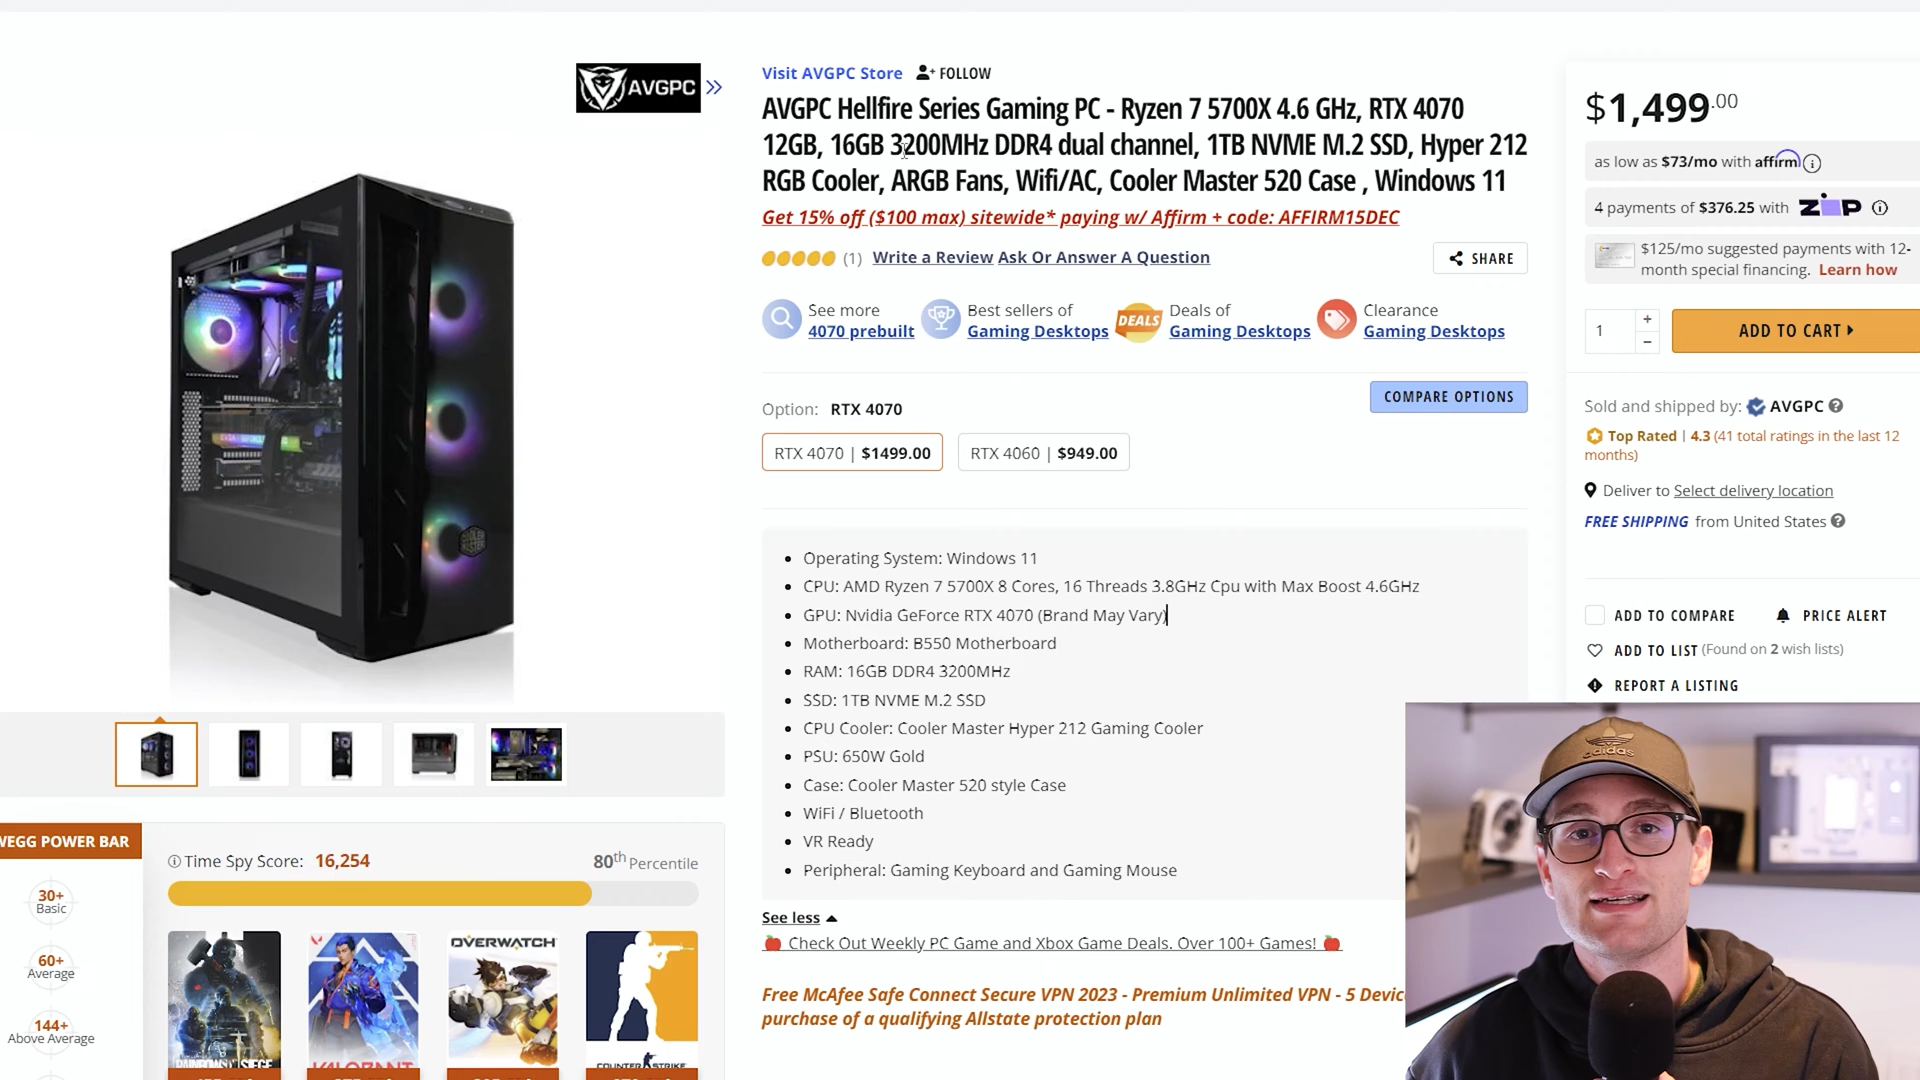 AVGPC
Visit AVGPC Store FOLLOW
AVGPC Hellfire Series Gaming PC - Ryzen 7 5700X 4.6 GHz, RTX 4070
12GB, 16GB 3200MHz DDR4 dual channel, 1TB NVME M.2 SSD, Hyper 212
RGB Cooler, ARGB Fans, Wifi/AC, Cooler Master 520 Case , Windows 11
Get 15% off ($100 max) sitewide* paying w/ Affirm + code: AFFIRM15DEC
(1) Write a Review Ask Or Answer A Question
SHARE
See more
4070 prebuilt
Best sellers of
Gaming Desktops
DEALS
Deals of
Gaming Desktops
Clearance
Gaming Desktops
Option: RTX 4070
COMPARE OPTIONS
RTX 4070 | $1499.00
RTX 4060 | $949.00
• Operating System: Windows 11
• CPU: AMD Ryzen 7 5700X 8 Cores, 16 Threads 3.8GHz Cpu with Max Boost 4.6GHz
• GPU: Nvidia GeForce RTX 4070 (Brand May Vary)
• Motherboard: B550 Motherboard
• RAM: 16GB DDR4 3200MHz
• SSD: 1TB NVME M.2 SSD
• CPU Cooler: Cooler Master Hyper 212 Gaming Cooler
• PSU: 650W Gold
• Case: Cooler Master 520 style Case
• WiFi / Bluetooth
• VR Ready
• Peripheral: Gaming Keyboard and Gaming Mouse
See less
Check Out Weekly PC Game and Xbox Game Deals. Over 100+ Games!
Free McAfee Safe Connect Secure VPN 2023 - Premium Unlimited VPN - 5 Devic
purchase of a qualifying Allstate protection plan
$1,499.00
as low as $73/mo with affirm
4 payments of $376.25 with ZIP
$125/mo suggested payments with 12-
month special financing. Learn how
1 + −
ADD TO CART
Sold and shipped by: AVGPC
Top Rated | 4.3 (41 total ratings in the last 12
months)
Deliver to Select delivery location
FREE SHIPPING from United States
ADD TO COMPARE
PRICE ALERT
ADD TO LIST (Found on 2 wish lists)
REPORT A LISTING
COOLER
MASTER
WEGG POWER BAR
Time Spy Score: 16,254
80th Percentile
30+
Basic
60+
Average
144+
Above Average
RAINBOW SIEGE
VALORANT
OVERWATCH
COUNTER STRIKE
adidas